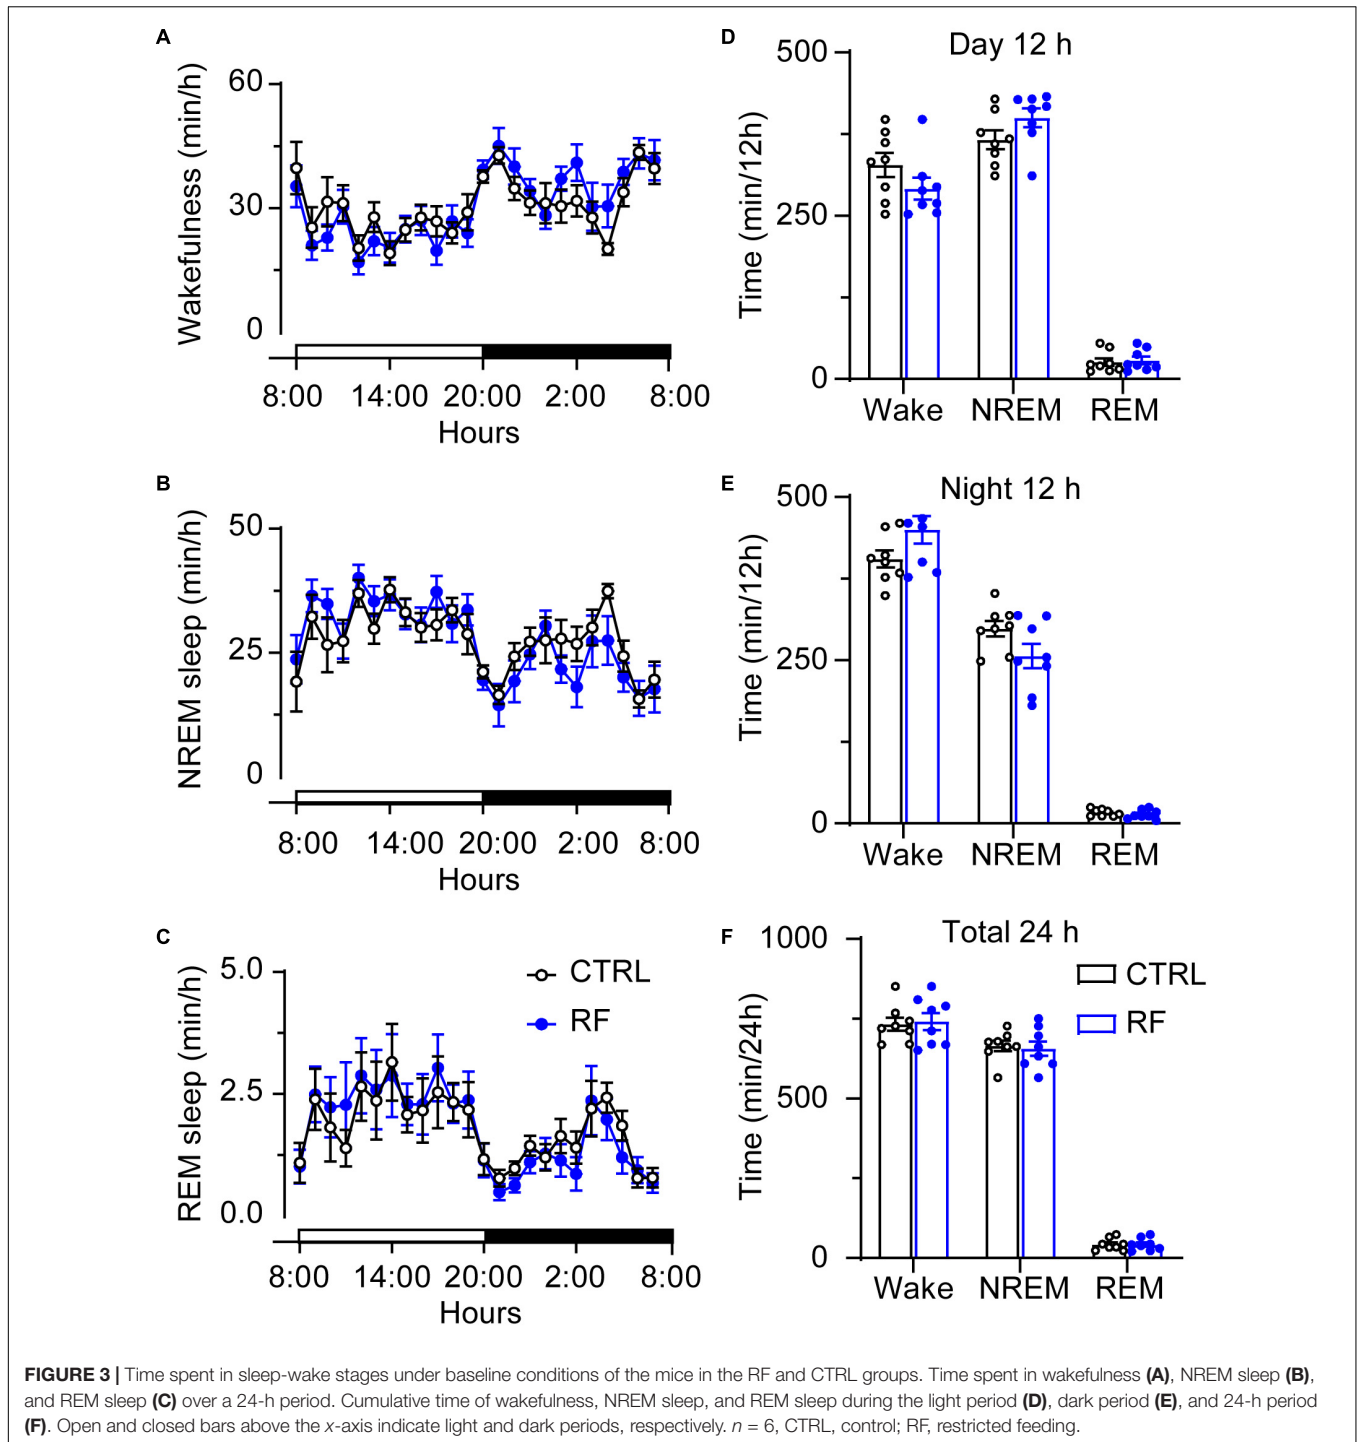 A
60
30
0
Wakefulness (min/h)
8:00 14:00 20:00 2:00 8:00
Hours
D
Day 12 h
500
250
0
Time (min/12h)
Wake NREM REM
B
50
25
0
NREM sleep (min/h)
8:00 14:00 20:00 2:00 8:00
Hours
E
Night 12 h
500
250
0
Time (min/12h)
Wake NREM REM
C
5.0
2.5
0.0
REM sleep (min/h)
CTRL
RF
8:00 14:00 20:00 2:00 8:00
Hours
F
Total 24 h
1000
500
0
Time (min/24h)
CTRL
RF
Wake NREM REM
FIGURE 3 | Time spent in sleep-wake stages under baseline conditions of the mice in the RF and CTRL groups. Time spent in wakefulness (A), NREM sleep (B),
and REM sleep (C) over a 24-h period. Cumulative time of wakefulness, NREM sleep, and REM sleep during the light period (D), dark period (E), and 24-h period
(F). Open and closed bars above the x-axis indicate light and dark periods, respectively. n = 6, CTRL, control; RF, restricted feeding.